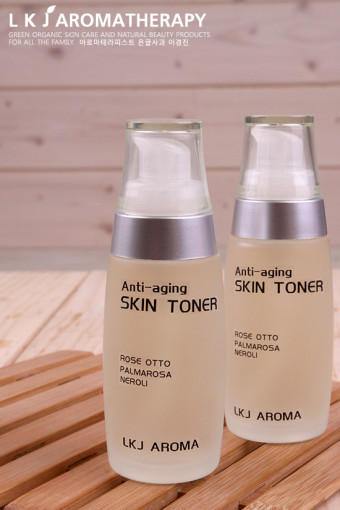 LKJ AROMATHERAPY
GREEN ORGANIC SKIN CARE AND NATURAL BEAUTY PRODUCTS
FOR ALL THE FAMILY 아로마테라피스트 은글사과 이경진
Anti-aging
SKIN TONER
ROSE OTTO
PALMAROSA
NEROLI
LKJ AROMA
Anti-aging
SKIN TONER
ROSE OTTO
PALMAROSA
NEROLI
LKJ AROMA